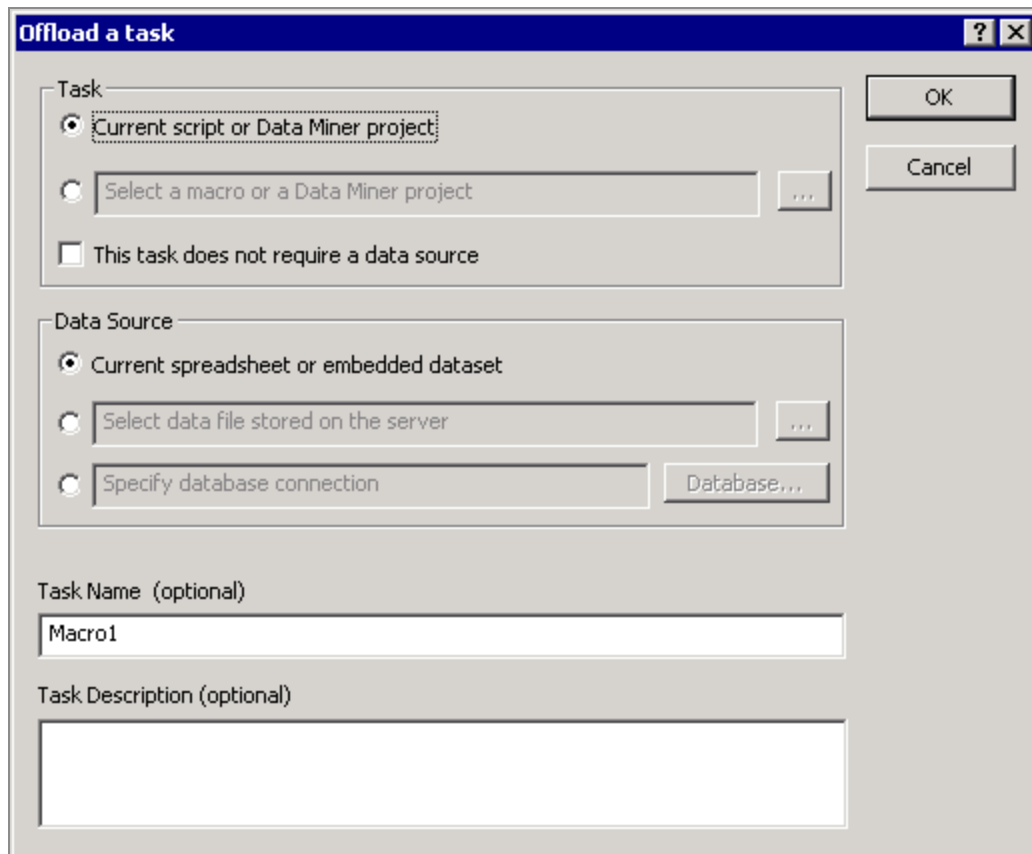 Offload a task
Task
Current script or Data Miner project
Select a macro or a Data Miner project
...
This task does not require a data source
OK
Cancel
Data Source
Current spreadsheet or embedded dataset
Select data file stored on the server
...
Specify database connection
Database...
Task Name (optional)
Macro1
Task Description (optional)